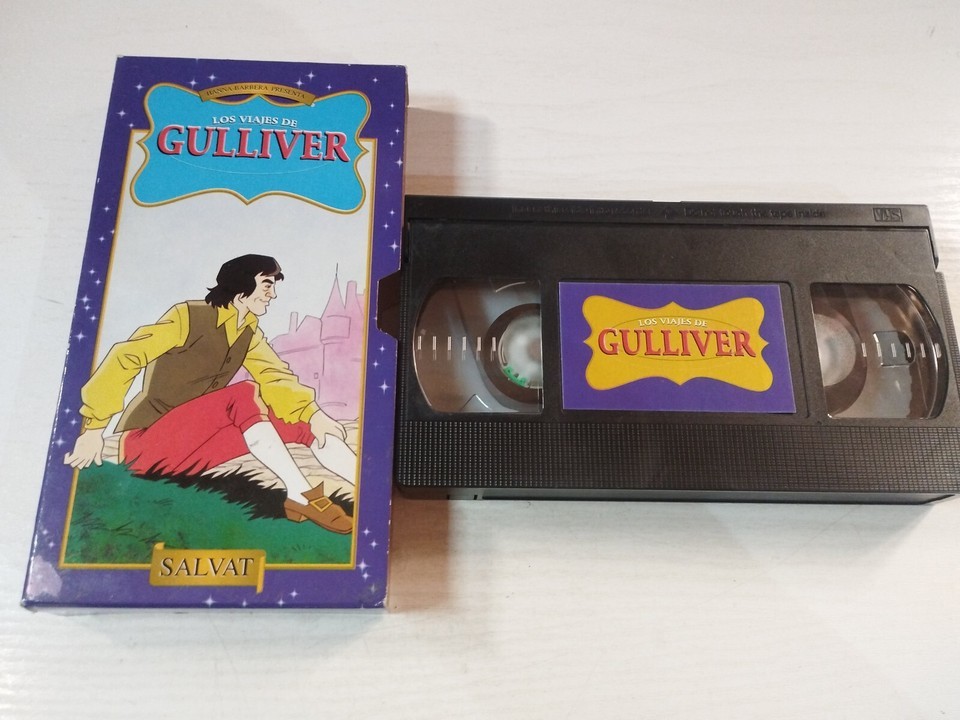 HANNA-BARBERA PRESENTA
LOS VIAJES DE
GULLIVER
SALVAT
VHS
LOS VIAJES DE
GULLIVER